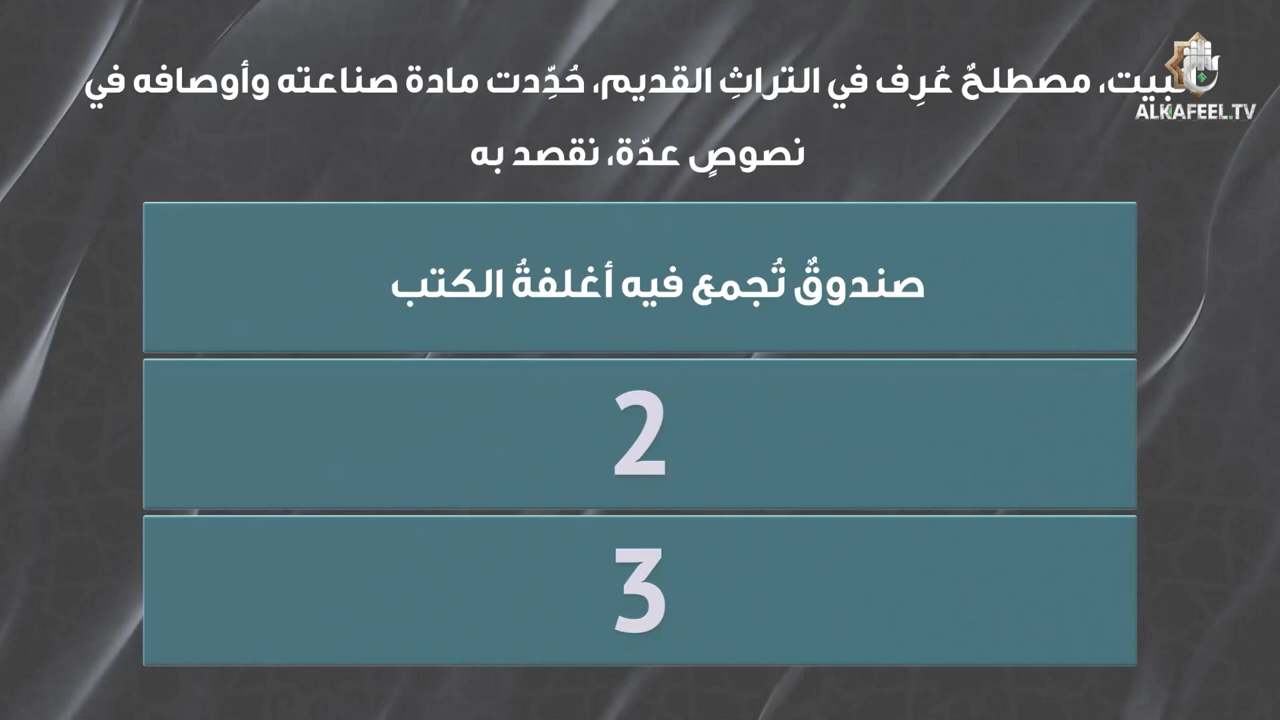 مصطلحٌ عُرِف في التراثِ القديم، حُدِّدت مادة صناعته وأوصافه في
نصوصٍ عدّة، نقصد به
صندوقٌ تُجمع فيه أغلفةُ الكتب
2
3
ALKAFEEL.TV